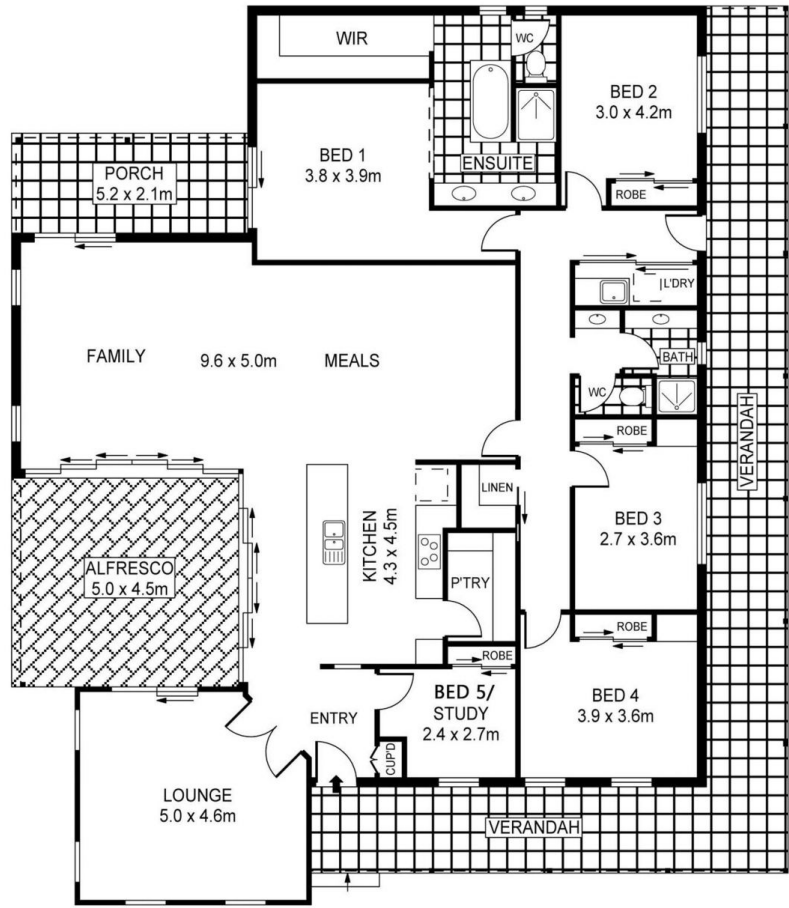 WIR
WC
BED 2
3.0 x 4.2m
BED 1
3.8 x 3.9m
ENSUITE
PORCH
5.2 x 2.1m
ROBE
L'DRY
FAMILY
9.6 x 5.0m
MEALS
BATH
WC
VERANDAH
ROBE
LINEN
KITCHEN
4.3 x 4.5m
BED 3
2.7 x 3.6m
ALFRESCO
5.0 x 4.5m
P'TRY
ROBE
ROBE
BED 5/
STUDY
2.4 x 2.7m
BED 4
3.9 x 3.6m
ENTRY
CUP'D
LOUNGE
5.0 x 4.6m
VERANDAH